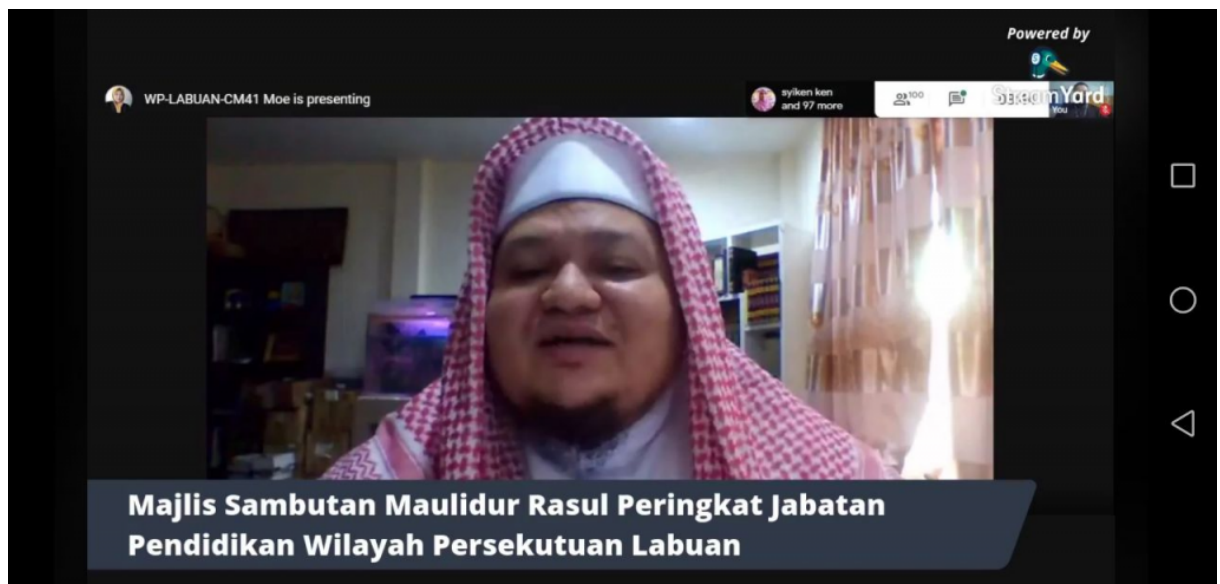 Powered by
StreamYard
WP-LABUAN-CM41 Moe is presenting
syiken ken
and 97 more
100
You
Majlis Sambutan Maulidur Rasul Peringkat Jabatan
Pendidikan Wilayah Persekutuan Labuan